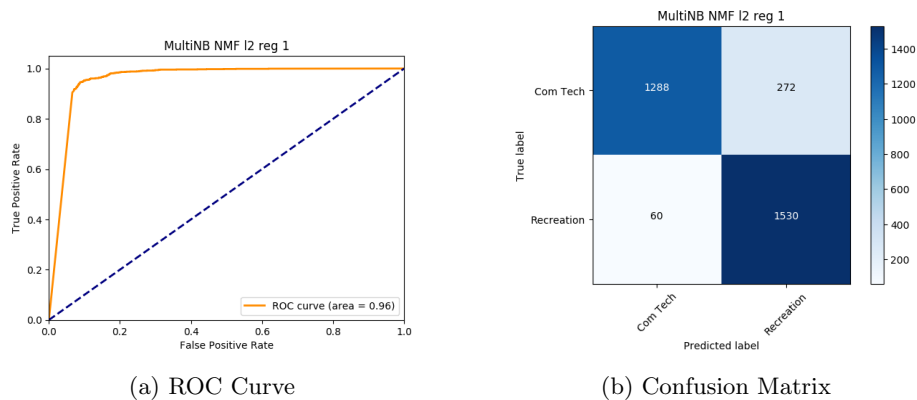 MultiNB NMF l2 reg 1
True Positive Rate
1.0
0.8
0.6
0.4
0.2
0.0
ROC curve (area = 0.96)
0.0 0.2 0.4 0.6 0.8 1.0
False Positive Rate
(a) ROC Curve
MultiNB NMF l2 reg 1
True label
Com Tech
1288 272
Recreation
60 1530
Com Tech Recreation
Predicted label
1400
1200
1000
800
600
400
200
(b) Confusion Matrix